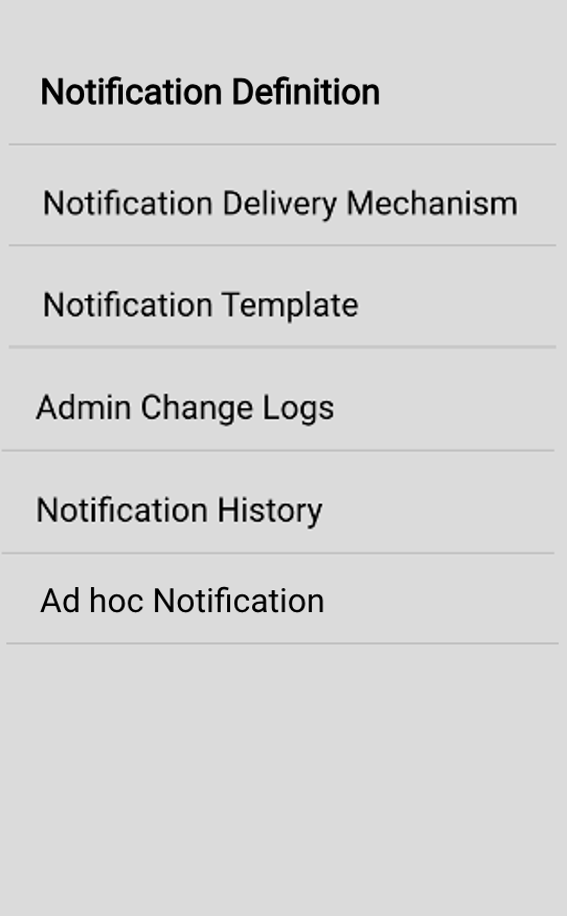 Notification Definition
Notification Delivery Mechanism
Notification Template
Admin Change Logs
Notification History
Ad hoc Notification